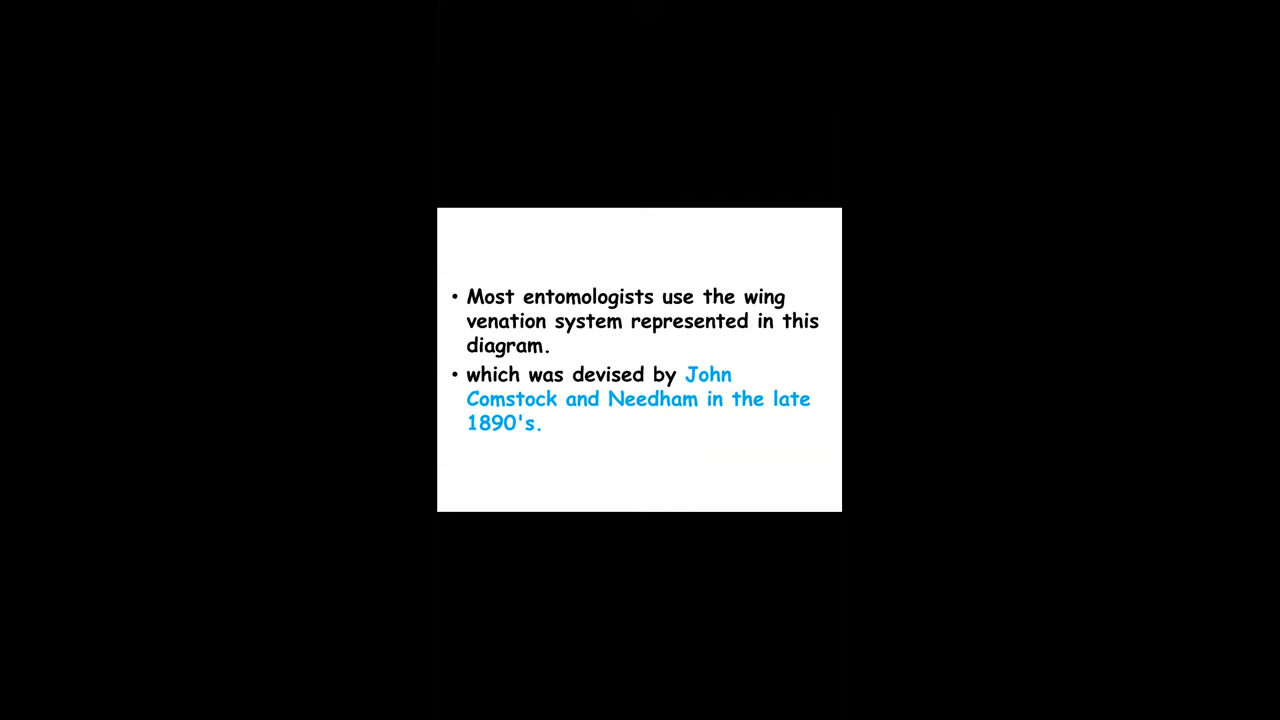 • Most entomologists use the wing
venation system represented in this
diagram.
• which was devised by John
Comstock and Needham in the late
1890's.